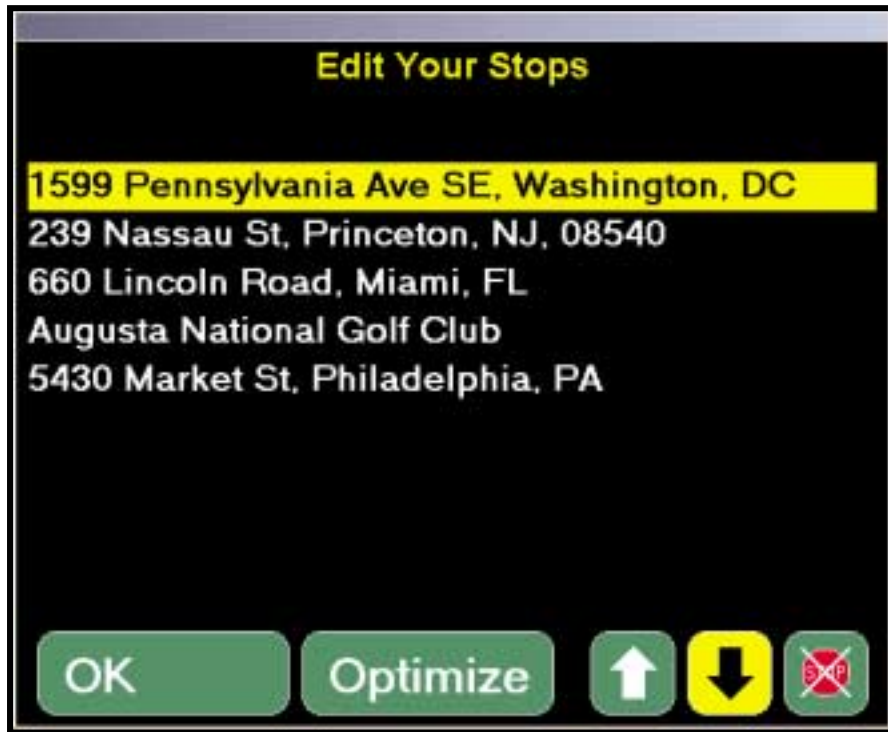 Edit Your Stops
1599 Pennsylvania Ave SE, Washington, DC
239 Nassau St, Princeton, NJ, 08540
660 Lincoln Road, Miami, FL
Augusta National Golf Club
5430 Market St, Philadelphia, PA
OK
Optimize
STOP